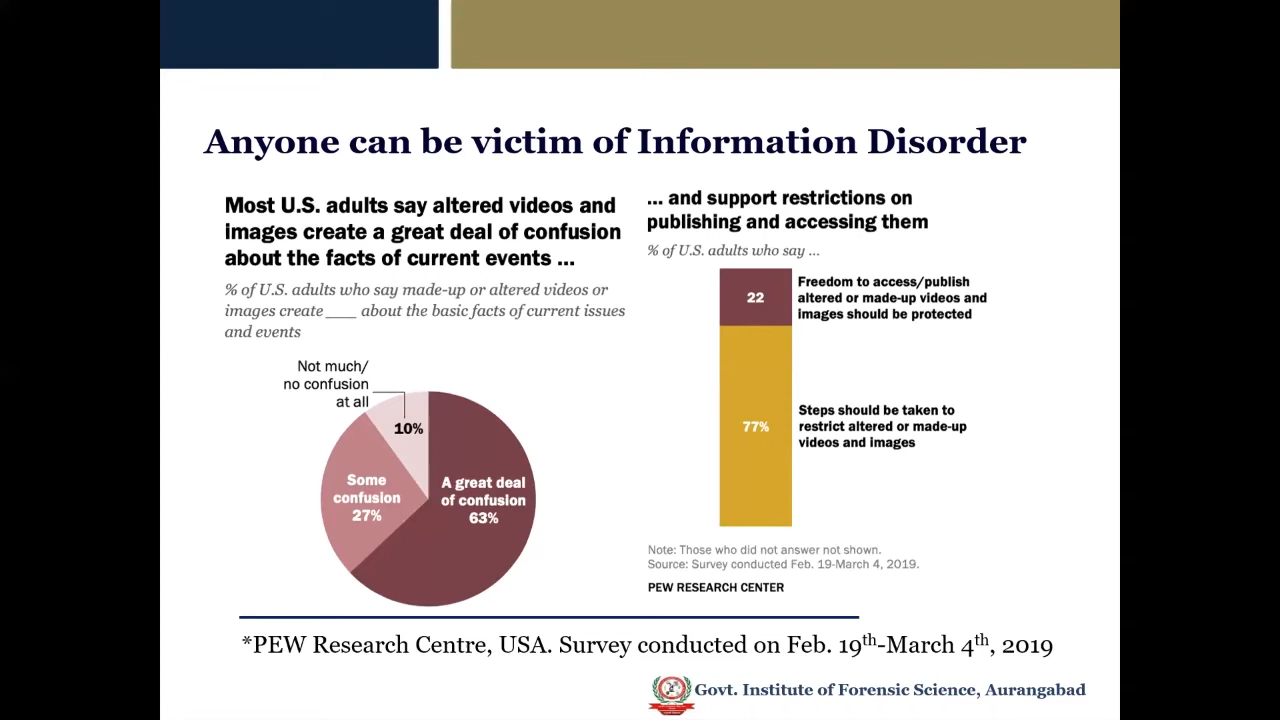 Anyone can be victim of Information Disorder
Most U.S. adults say altered videos and
images create a great deal of confusion
about the facts of current events ...
% of U.S. adults who say made-up or altered videos or
images create ___ about the basic facts of current issues
and events
Not much/
no confusion
at all
10%
Some
confusion
27%
A great deal
of confusion
63%
... and support restrictions on
publishing and accessing them
% of U.S. adults who say ...
22
Freedom to access/publish
altered or made-up videos and
images should be protected
77%
Steps should be taken to
restrict altered or made-up
videos and images
Note: Those who did not answer not shown.
Source: Survey conducted Feb. 19-March 4, 2019.
PEW RESEARCH CENTER
*PEW Research Centre, USA. Survey conducted on Feb. 19th-March 4th, 2019
Govt. Institute of Forensic Science, Aurangabad